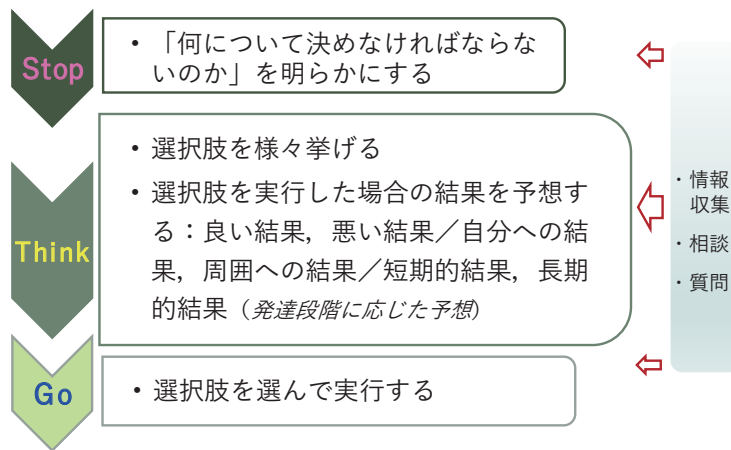 Stop
・「何について決めなければならな
いのか」を明らかにする
Think
・選択肢を様々挙げる
・選択肢を実行した場合の結果を予想す
る：良い結果，悪い結果／自分への結
果，周囲への結果／短期的結果，長期
的結果（発達段階に応じた予想）
Go
・選択肢を選んで実行する
・情報
収集
・相談
・質問